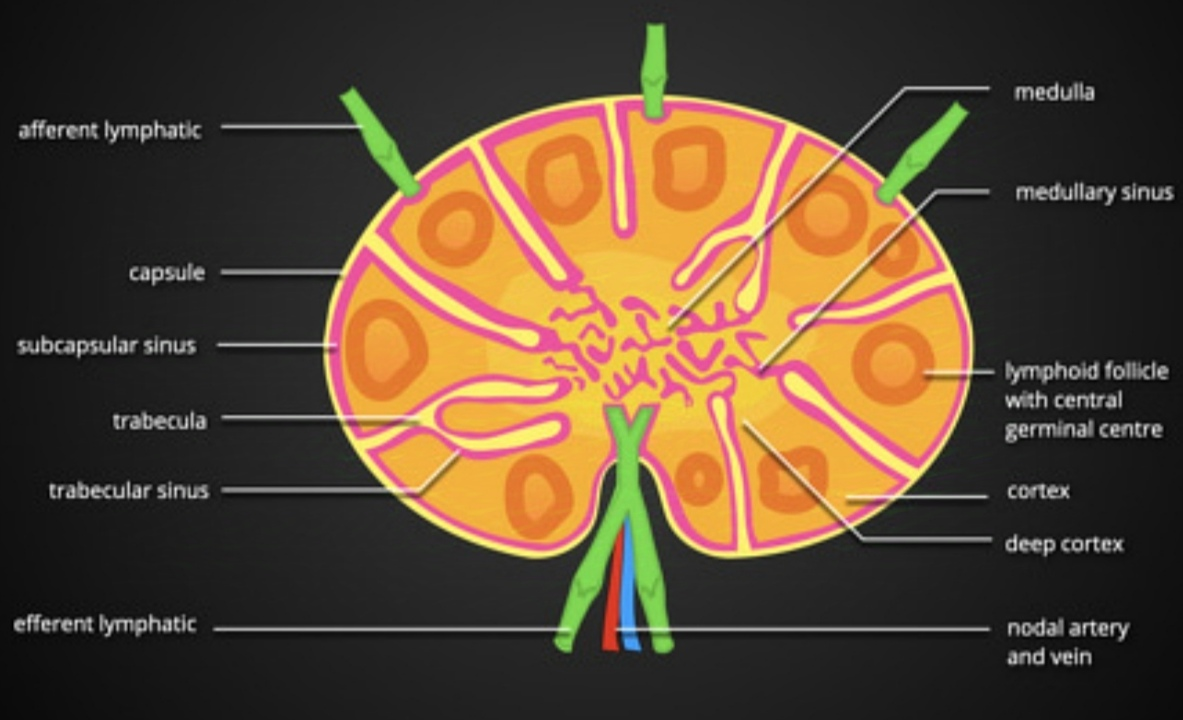 afferent lymphatic
capsule
subcapsular sinus
trabecula
trabecular sinus
efferent lymphatic
medulla
medullary sinus
lymphoid follicle
with central
germinal centre
cortex
deep cortex
nodal artery
and vein